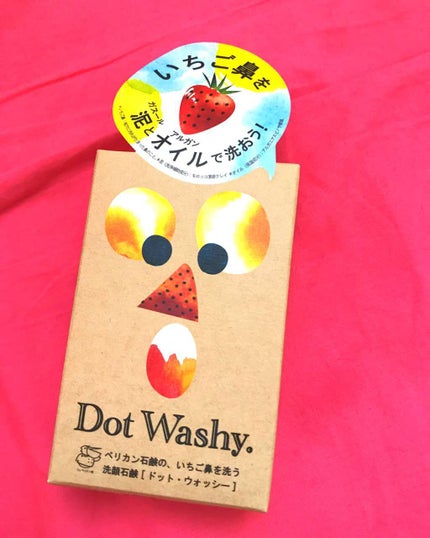 いちご鼻を
ガスール アルガン
泥とオイルで洗おう!
Dot Washy.
ペリカン石鹸の、いちご鼻を洗う
洗顔石鹸[ドット・ウォッシー]